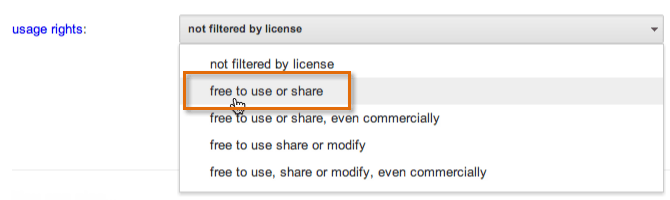 usage rights: not filtered by license
not filtered by license
free to use or share
free to use or share, even commercially
free to use share or modify
free to use, share or modify, even commercially